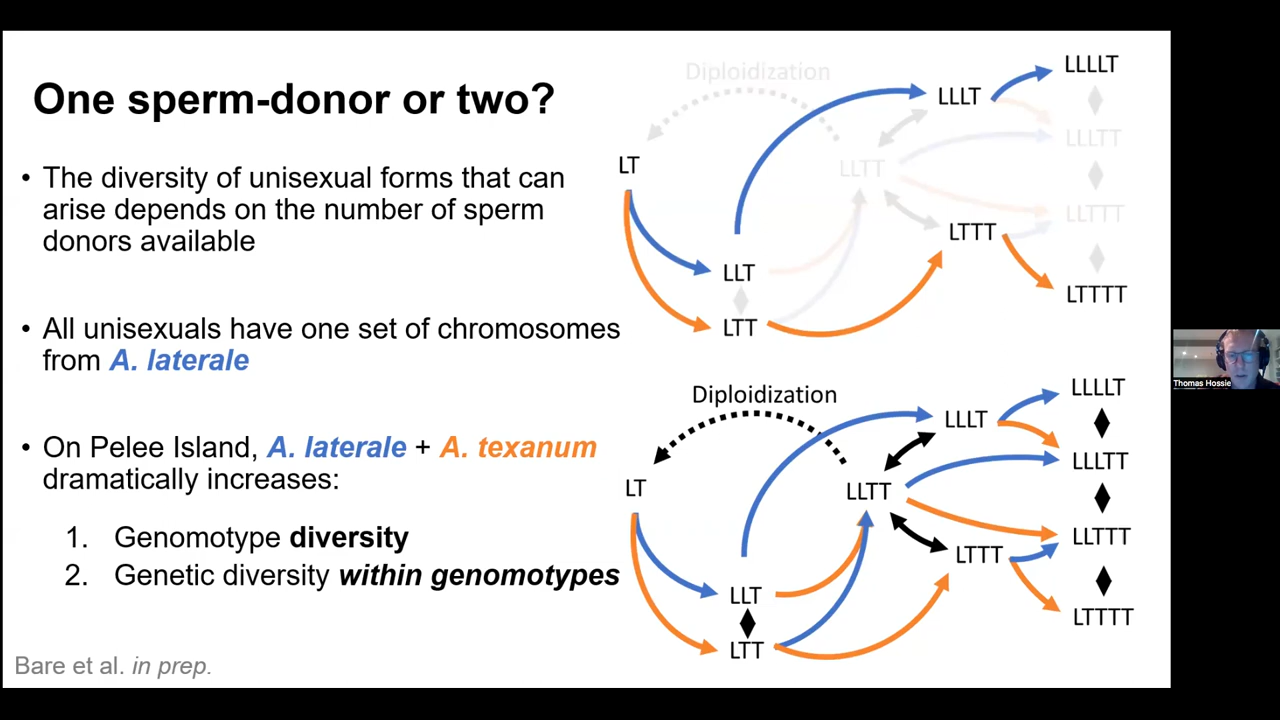 One sperm-donor or two?
• The diversity of unisexual forms that can
arise depends on the number of sperm
donors available
• All unisexuals have one set of chromosomes
from A. laterale
• On Pelee Island, A. laterale + A. texanum
dramatically increases:
1. Genomotype diversity
2. Genetic diversity within genomotypes
Bare et al. in prep.
Diploidization
LT
LLT
LTT
LLTT
LLLT
LTTT
LLLLT
LLLTT
LLTTT
LTTTT
Diploidization
LT
LLT
LTT
LLTT
LLLT
LTTT
LLLLT
LLLTT
LLTTT
LTTTT
Thomas Hossie